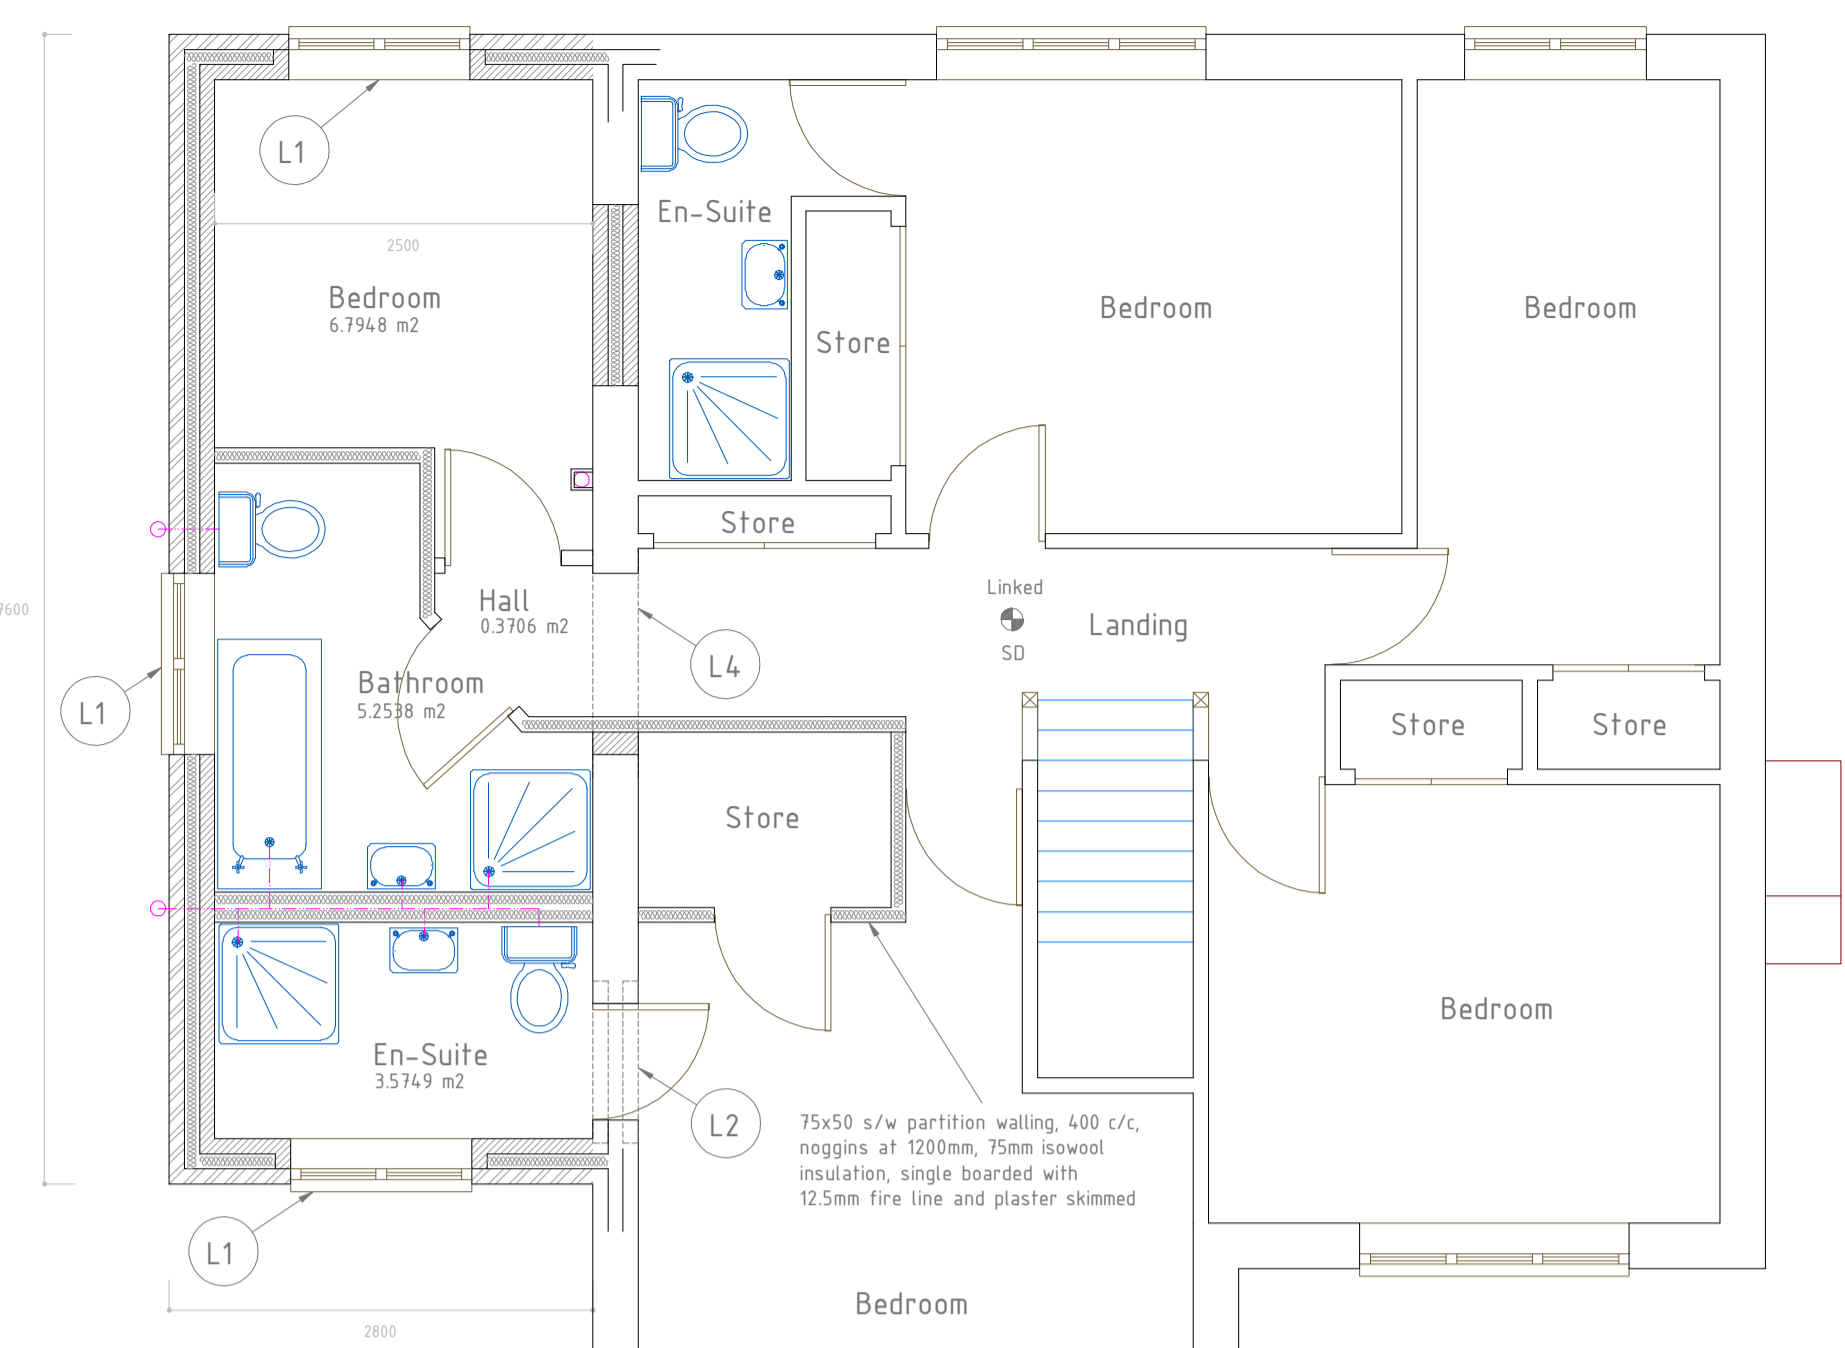 L1
En-Suite
2500
Bedroom
6.7948 m2
Store
Bedroom
Bedroom
Store
Hall
0.3706 m2
7600
L1
Bathroom
5.2538 m2
L4
Linked
SD
Landing
Store
Store
Store
Bedroom
En-Suite
3.5749 m2
L2
75x50 s/w partition walling, 400 c/c,
noggins at 1200mm, 75mm isowool
insulation, single boarded with
12.5mm fire line and plaster skimmed
L1
Bedroom
2800